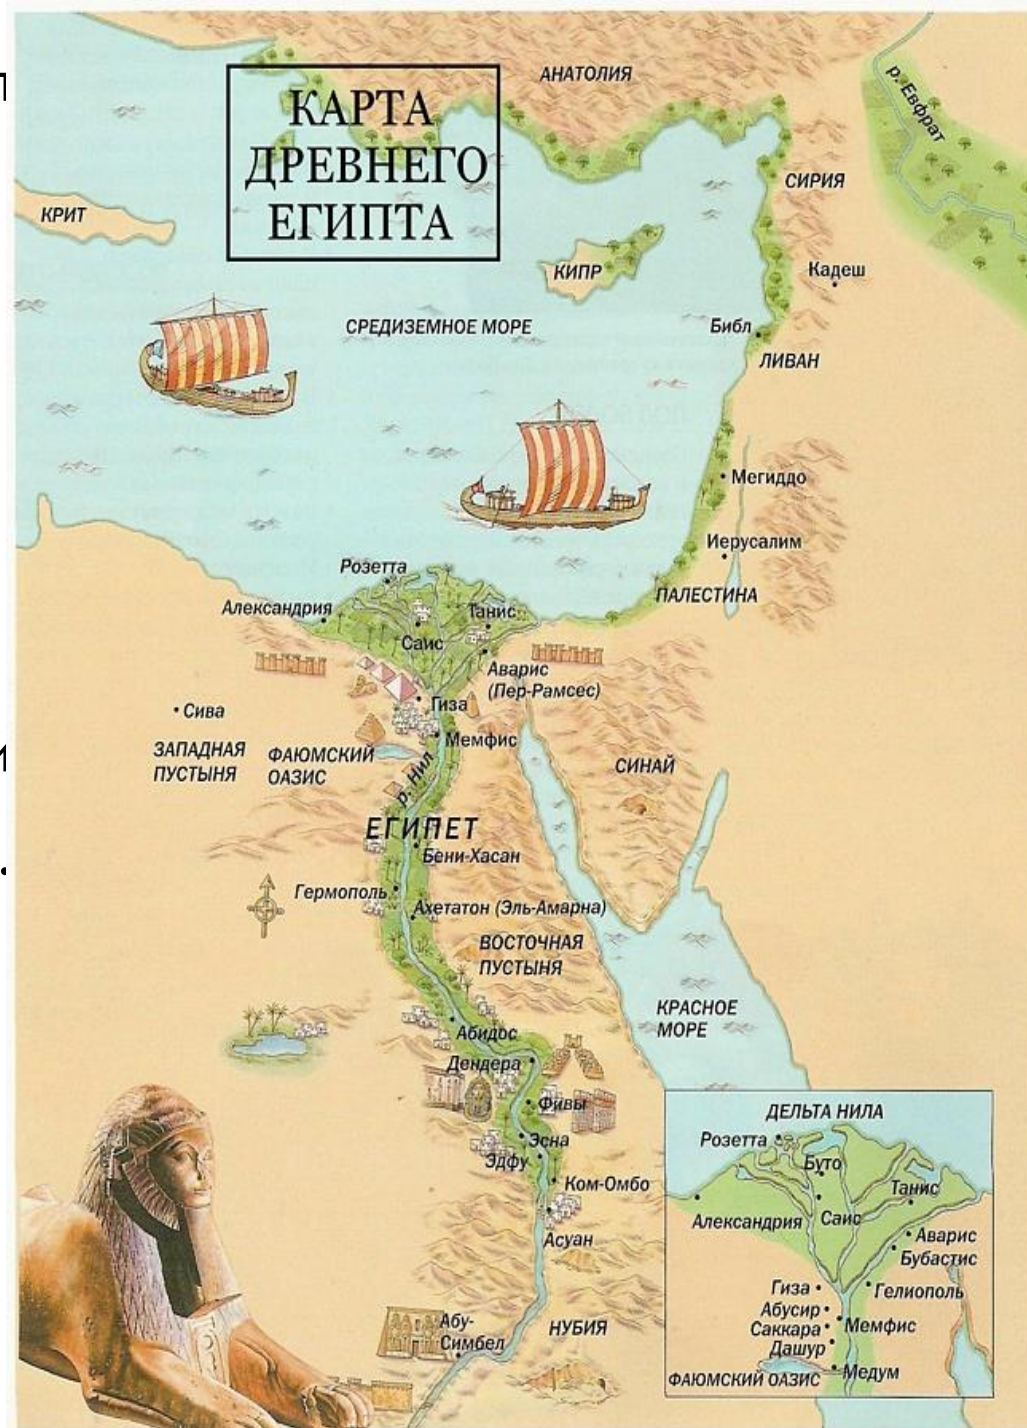 АНАТОЛИЯ
р. Евфрат
КАРТА
ДРЕВНЕГО
ЕГИПТА
СИРИЯ
КРИТ
КИПР
Кадеш
СРЕДИЗЕМНОЕ МОРЕ
Библ
ЛИВАН
Мегиддо
Иерусалим
ПАЛЕСТИНА
Розетта
Александрия
Танис
Саис
Аварис
(Пер-Рамсес)
Гиза
Сива
Мемфис
ЗАПАДНАЯ
ПУСТЫНЯ
ФАЮМСКИЙ
ОАЗИС
р. Нил
СИНАЙ
ЕГИПЕТ
Бени-Хасан
Гермополь
Ахетатон (Эль-Амарна)
ВОСТОЧНАЯ
ПУСТЫНЯ
КРАСНОЕ
МОРЕ
Абидос
Дендера
Фивы
Эсна
Эдфу
Ком-Омбо
Асуан
Абу-
Симбел
НУБИЯ
ДЕЛЬТА НИЛА
Розетта
Буто
Танис
Александрия
Саис
Аварис
Бубастис
Гиза
Гелиополь
Абусир
Саккара
Мемфис
Дашур
Медум
ФАЮМСКИЙ ОАЗИС